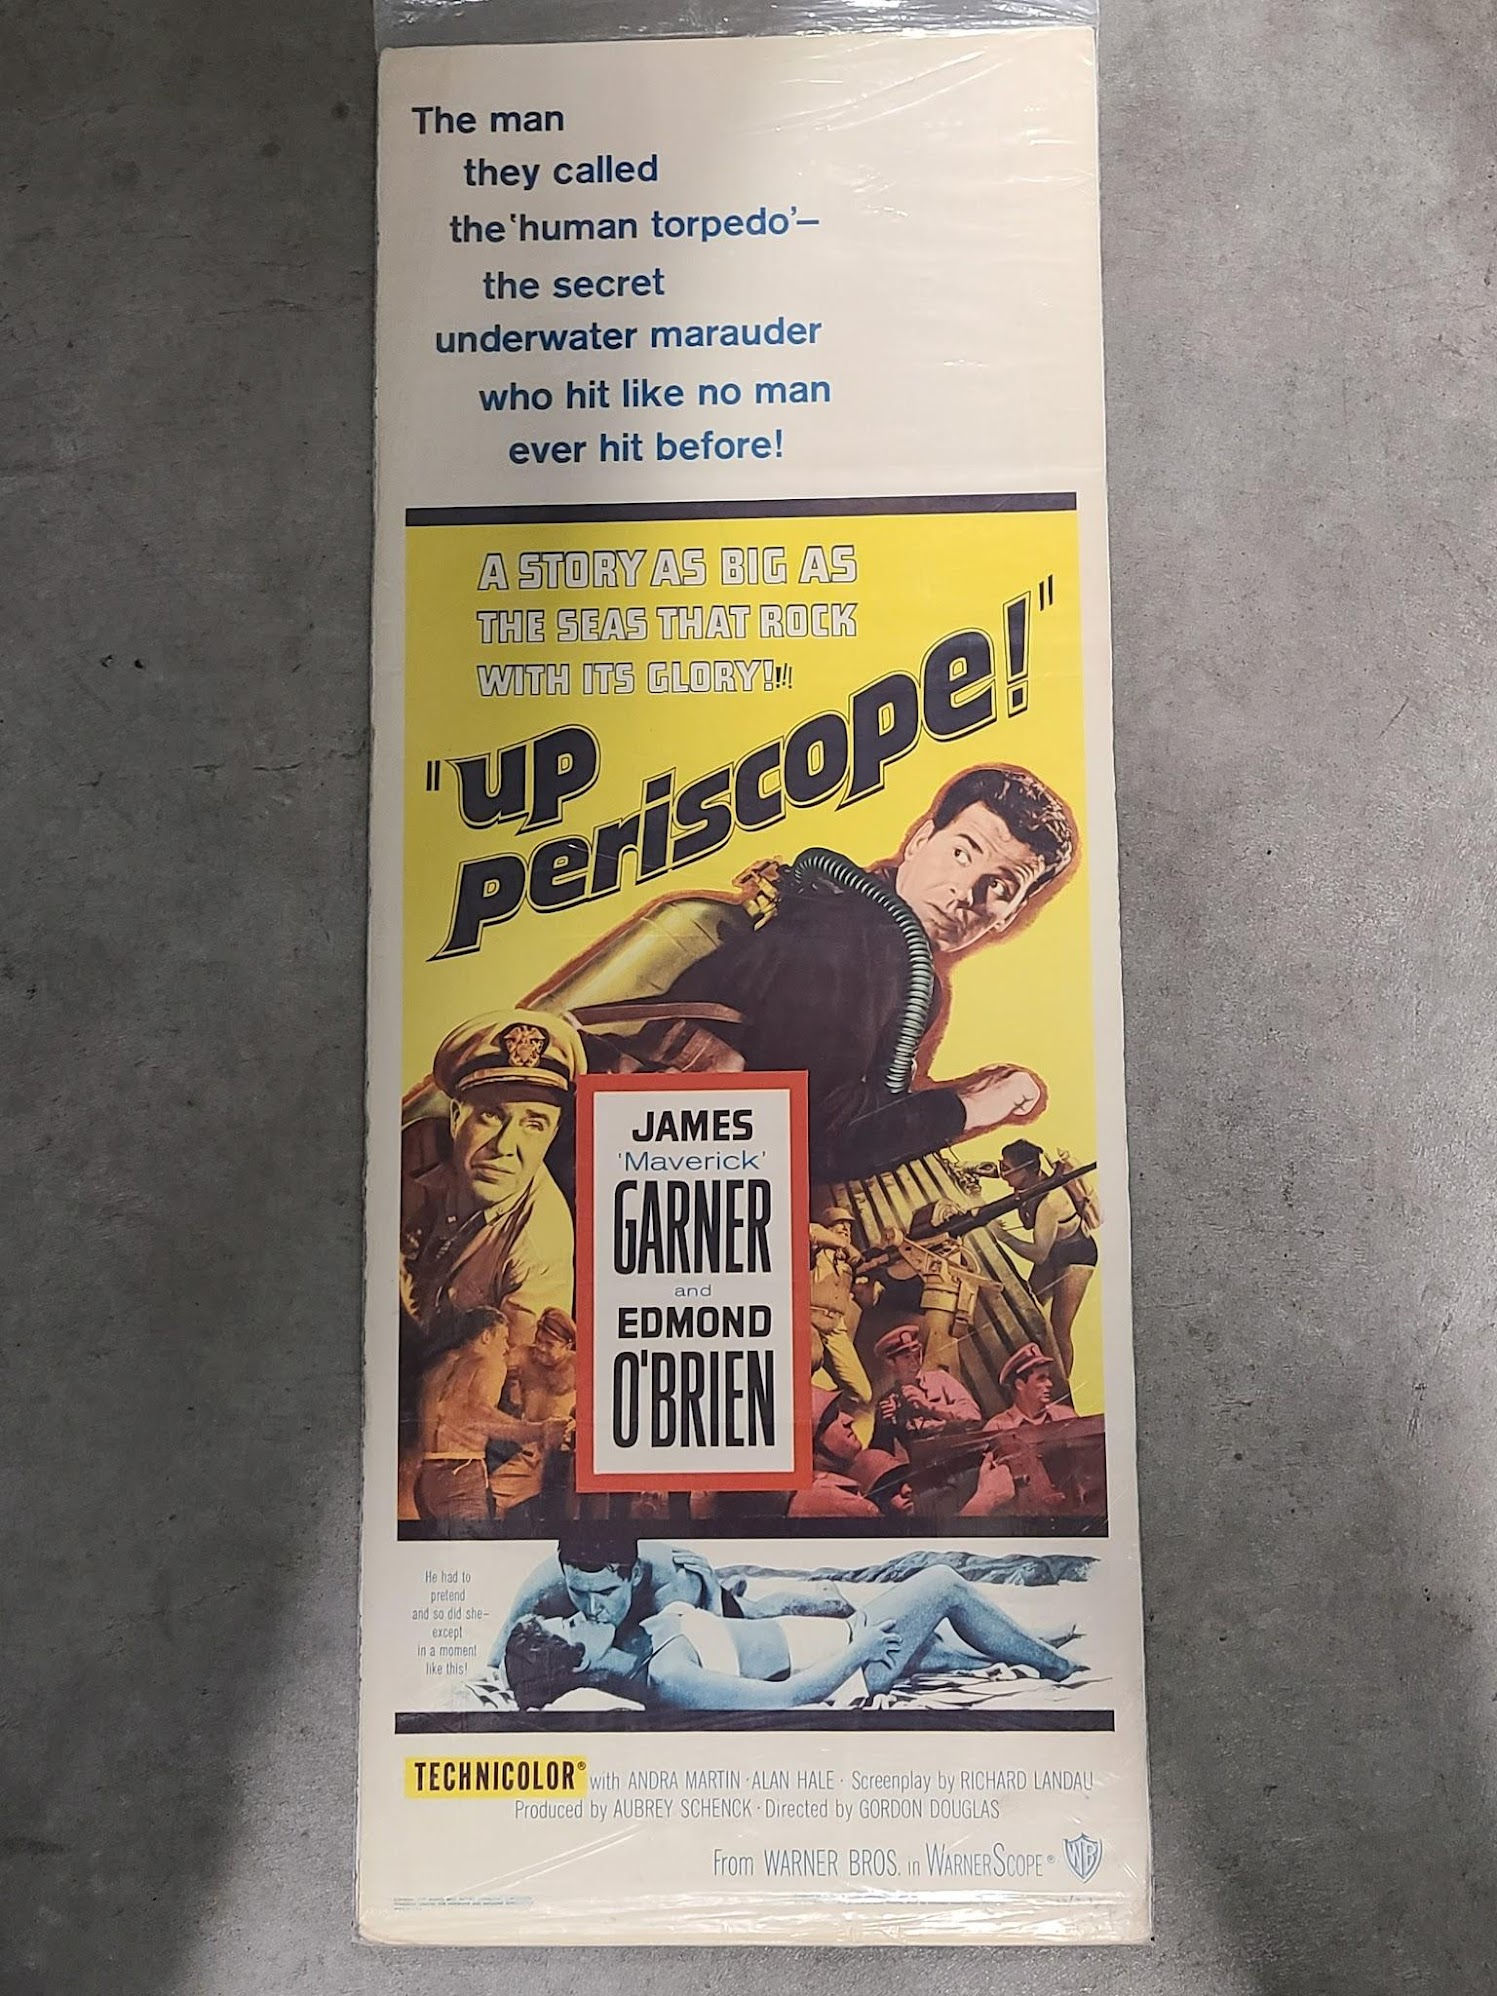 The man
they called
the 'human torpedo'—
the secret
underwater marauder
who hit like no man
ever hit before!
A STORY AS BIG AS
THE SEAS THAT ROCK
WITH ITS GLORY!!!!
"up
periscope!"
JAMES
'Maverick'
GARNER
and
EDMOND
O'BRIEN
He had to
pretend
and so did she—
except
in a moment
like this!
TECHNICOLOR® with ANDRA MARTIN · ALAN HALE · Screenplay by RICHARD LANDAU
Produced by AUBREY SCHENCK · Directed by GORDON DOUGLAS
From WARNER BROS. in WARNERSCOPE® WB